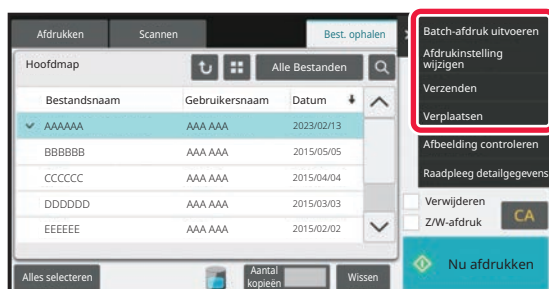 Afdrukken Scannen Best. ophalen
Hoofdmap Alle Bestanden
Bestandsnaam Gebruikersnaam Datum
AAAAAA AAA AAA 2023/02/13
BBBBBB AAA AAA 2015/05/05
CCCCCC AAA AAA 2015/04/04
DDDDDD AAA AAA 2015/03/03
EEEEEE AAA AAA 2015/02/02
Alles selecteren Aantal kopieën Wissen
Batch-afdruk uitvoeren
Afdrukinstelling
wijzigen
Verzenden
Verplaatsen
Afbeelding controleren
Raadpleeg detailgegevens
Verwijderen
Z/W-afdruk CA
Nu afdrukken